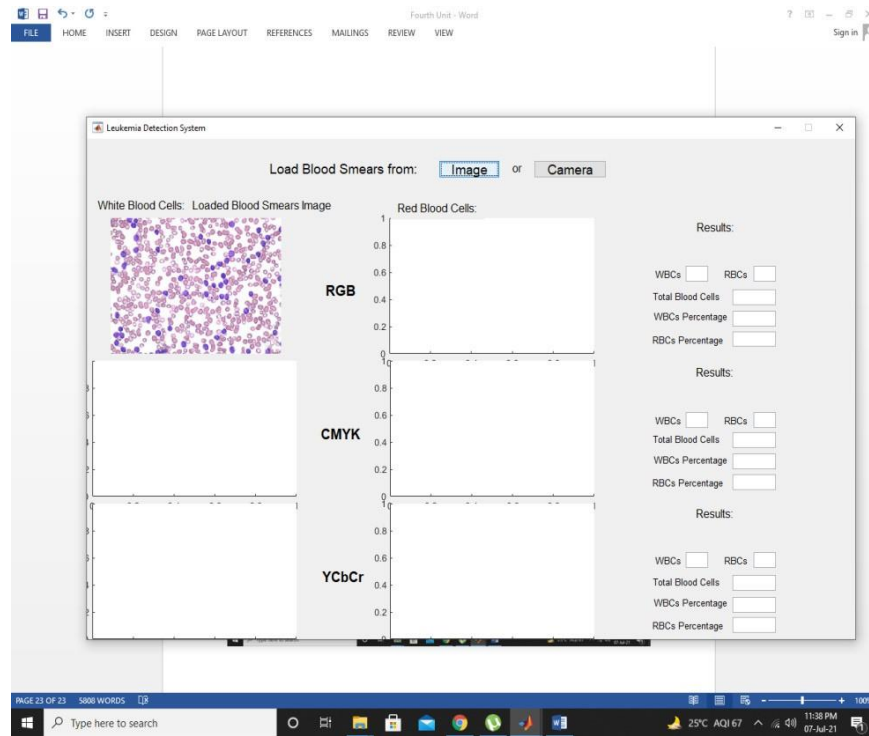 Fourth Unit - Word
FILE HOME INSERT DESIGN PAGE LAYOUT REFERENCES MAILINGS REVIEW VIEW Sign in
Leukemia Detection System
Load Blood Smears from: Image or Camera
White Blood Cells: Loaded Blood Smears Image Red Blood Cells:
Results:
RGB
1
0.8
0.6
0.4
0.2
0
WBCs RBCs
Total Blood Cells
WBCs Percentage
RBCs Percentage
Results:
CMYK
0.8
0.6
0.4
0.2
0
WBCs RBCs
Total Blood Cells
WBCs Percentage
RBCs Percentage
Results:
YCbCr
0.8
0.6
0.4
0.2
WBCs RBCs
Total Blood Cells
WBCs Percentage
RBCs Percentage
PAGE 23 OF 23 5808 WORDS 100%
Type here to search 25°C AQI 67 11:38 PM
07-Jul-21